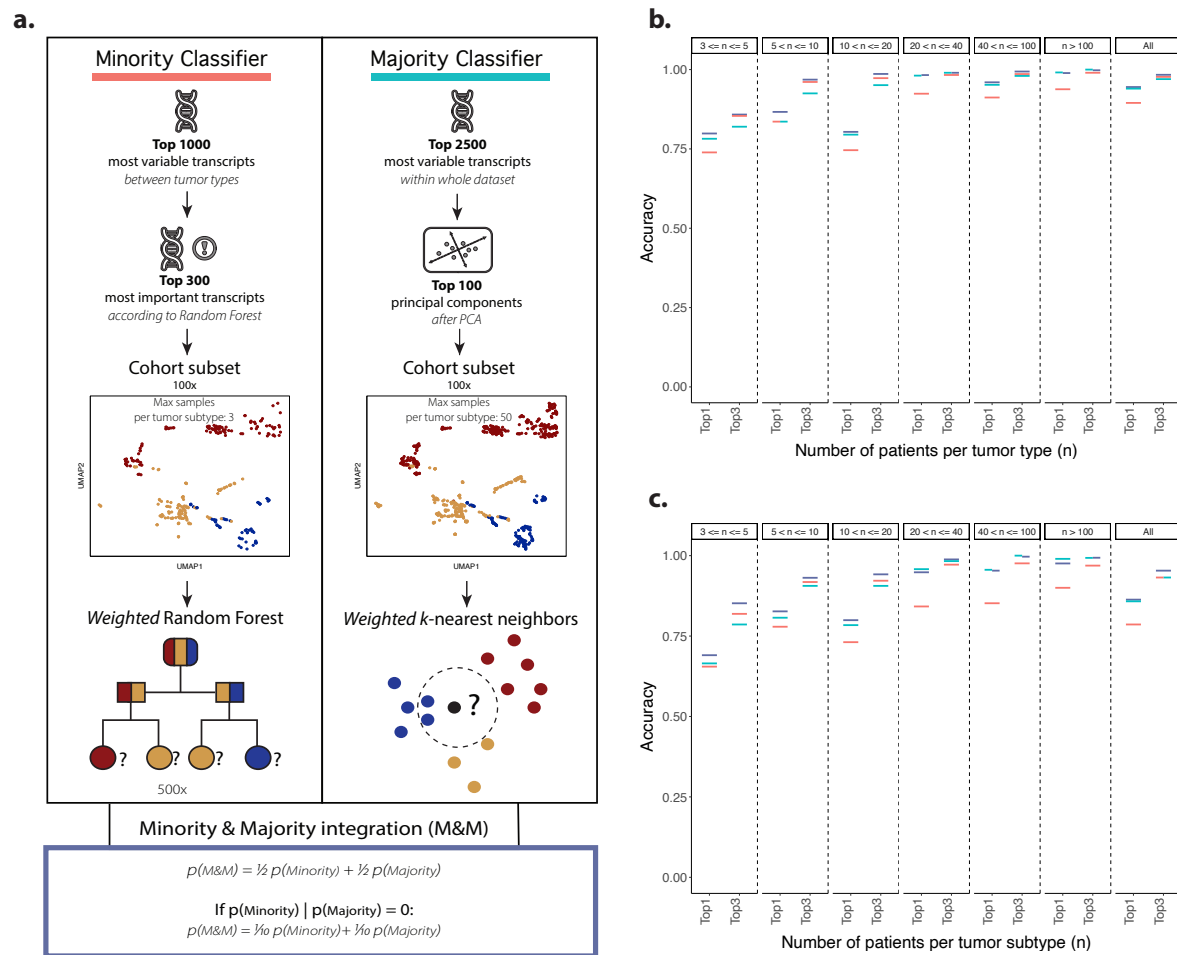 a.
Minority Classifier
Top 1000
most variable transcripts
between tumor types
Top 300
most important transcripts
according to Random Forest
Cohort subset
100x
Max samples
per tumor subtype: 3
UMAP2
UMAP1
Weighted Random Forest
?
?
?
?
500x
Majority Classifier
Top 2500
most variable transcripts
within whole dataset
Top 100
principal components
after PCA
Cohort subset
100x
Max samples
per tumor subtype: 50
UMAP2
UMAP1
Weighted k-nearest neighbors
?
Minority & Majority integration (M&M)
p(M&M) = ½ p(Minority) + ½ p(Majority)
If p(Minority) | p(Majority) = 0:
p(M&M) = ⅒ p(Minority) + ⅒ p(Majority)
b.
3 <= n <= 5 5 < n <= 10 10 < n <= 20 20 < n <= 40 40 < n <= 100 n > 100 All
1.00
0.75
0.50
0.25
0.00
Accuracy
Top1 Top3 Top1 Top3 Top1 Top3 Top1 Top3 Top1 Top3 Top1 Top3 Top1 Top3
Number of patients per tumor type (n)
c.
3 <= n <= 5 5 < n <= 10 10 < n <= 20 20 < n <= 40 40 < n <= 100 n > 100 All
1.00
0.75
0.50
0.25
0.00
Accuracy
Top1 Top3 Top1 Top3 Top1 Top3 Top1 Top3 Top1 Top3 Top1 Top3 Top1 Top3
Number of patients per tumor subtype (n)